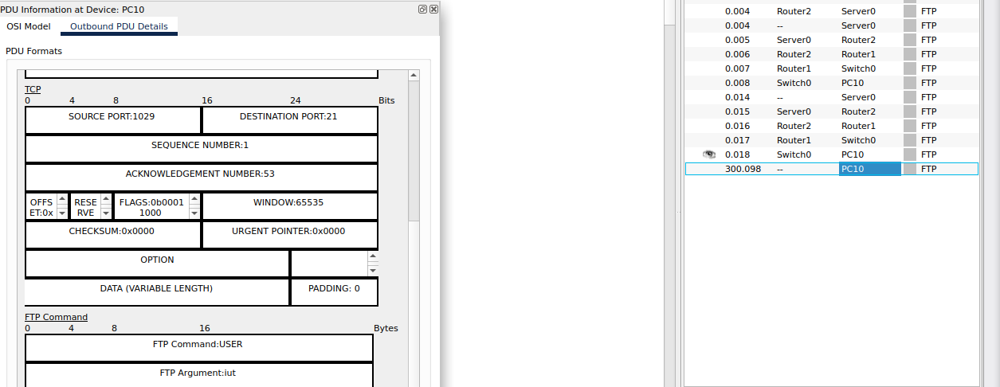 PDU Information at Device: PC10
OSI Model Outbound PDU Details
PDU Formats
TCP
0 4 8 16 24 Bits
SOURCE PORT:1029 DESTINATION PORT:21
SEQUENCE NUMBER:1
ACKNOWLEDGEMENT NUMBER:53
OFFS
ET:0x
RESE
RVE
FLAGS:0b0001
1000
WINDOW:65535
CHECKSUM:0x0000 URGENT POINTER:0x0000
OPTION
DATA (VARIABLE LENGTH) PADDING: 0
FTP Command
0 4 8 16 Bytes
FTP Command:USER
FTP Argument:iut
0.004 Router2 Server0 FTP
0.004 -- Server0 FTP
0.005 Server0 Router2 FTP
0.006 Router2 Router1 FTP
0.007 Router1 Switch0 FTP
0.008 Switch0 PC10 FTP
0.014 -- Server0 FTP
0.015 Server0 Router2 FTP
0.016 Router2 Router1 FTP
0.017 Router1 Switch0 FTP
0.018 Switch0 PC10 FTP
300.098 -- PC10 FTP